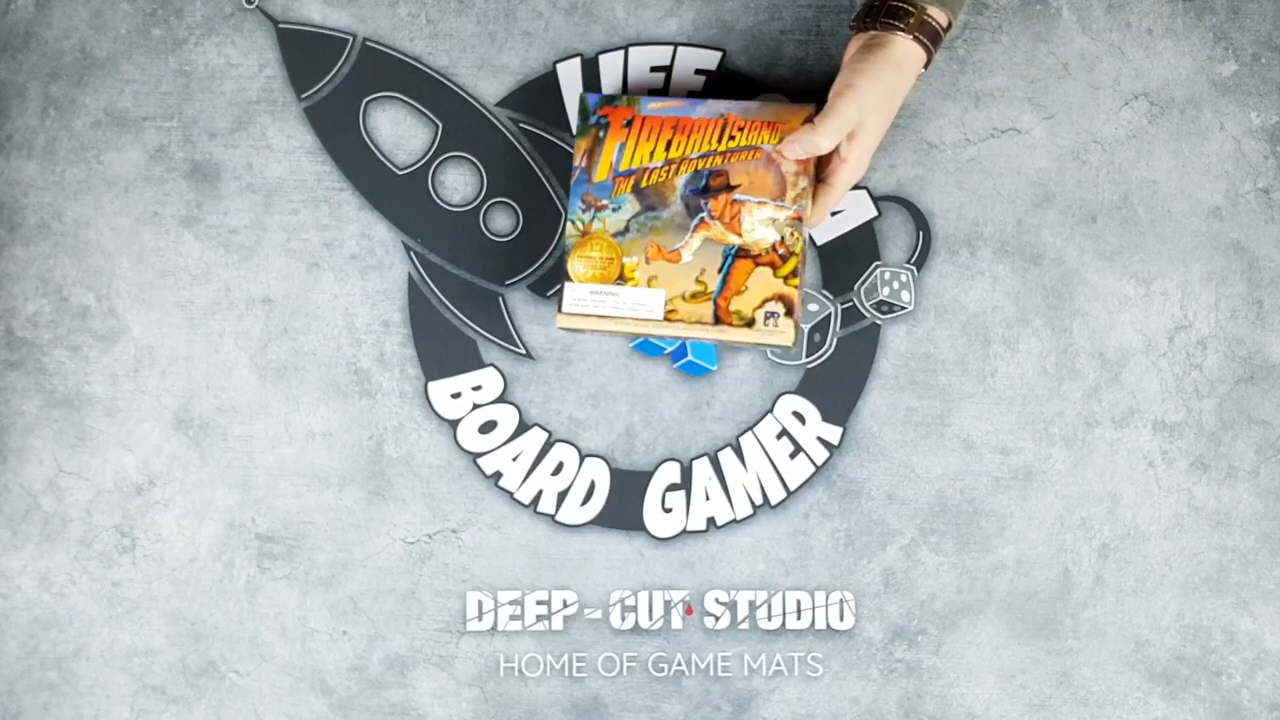 LIFE
FIREBALL ISLAND
THE LAST ADVENTURER
WARNING
BOARD GAMER
DEEP-CUT STUDIO
HOME OF GAME MATS